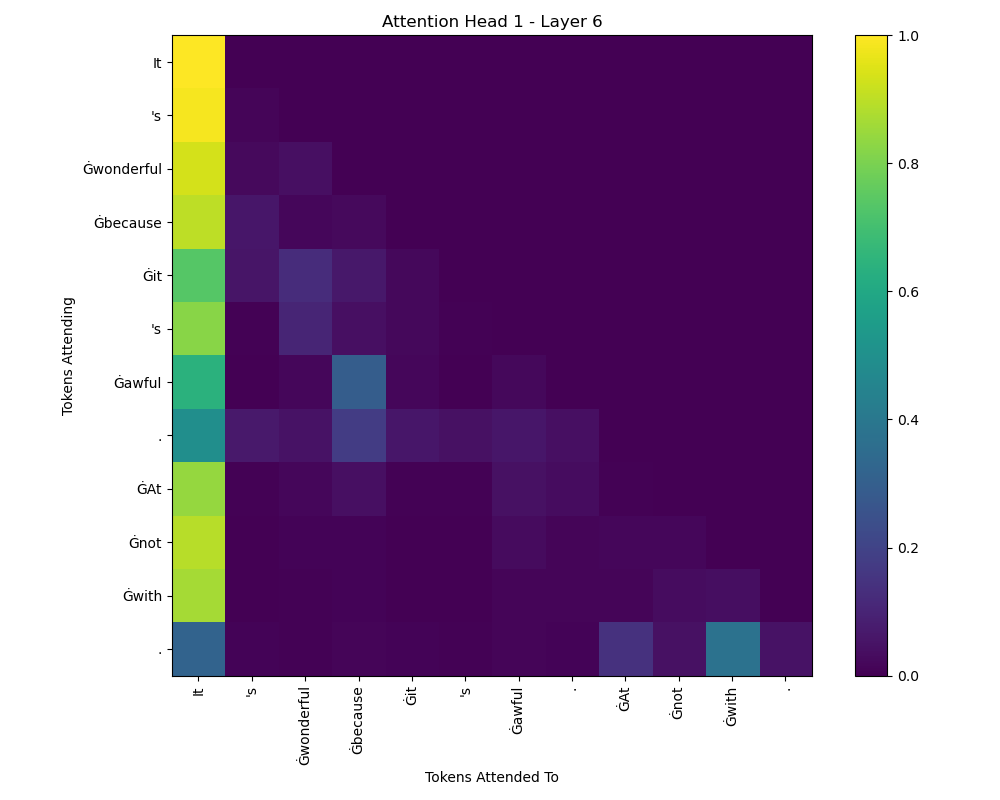 Attention Head 1 - Layer 6
It
's
Ġwonderful
Ġbecause
Ġit
's
Ġawful
.
ĠAt
Ġnot
Ġwith
.
Tokens Attending
It
's
Ġwonderful
Ġbecause
Ġit
's
Ġawful
.
ĠAt
Ġnot
Ġwith
.
Tokens Attended To
1.0
0.8
0.6
0.4
0.2
0.0